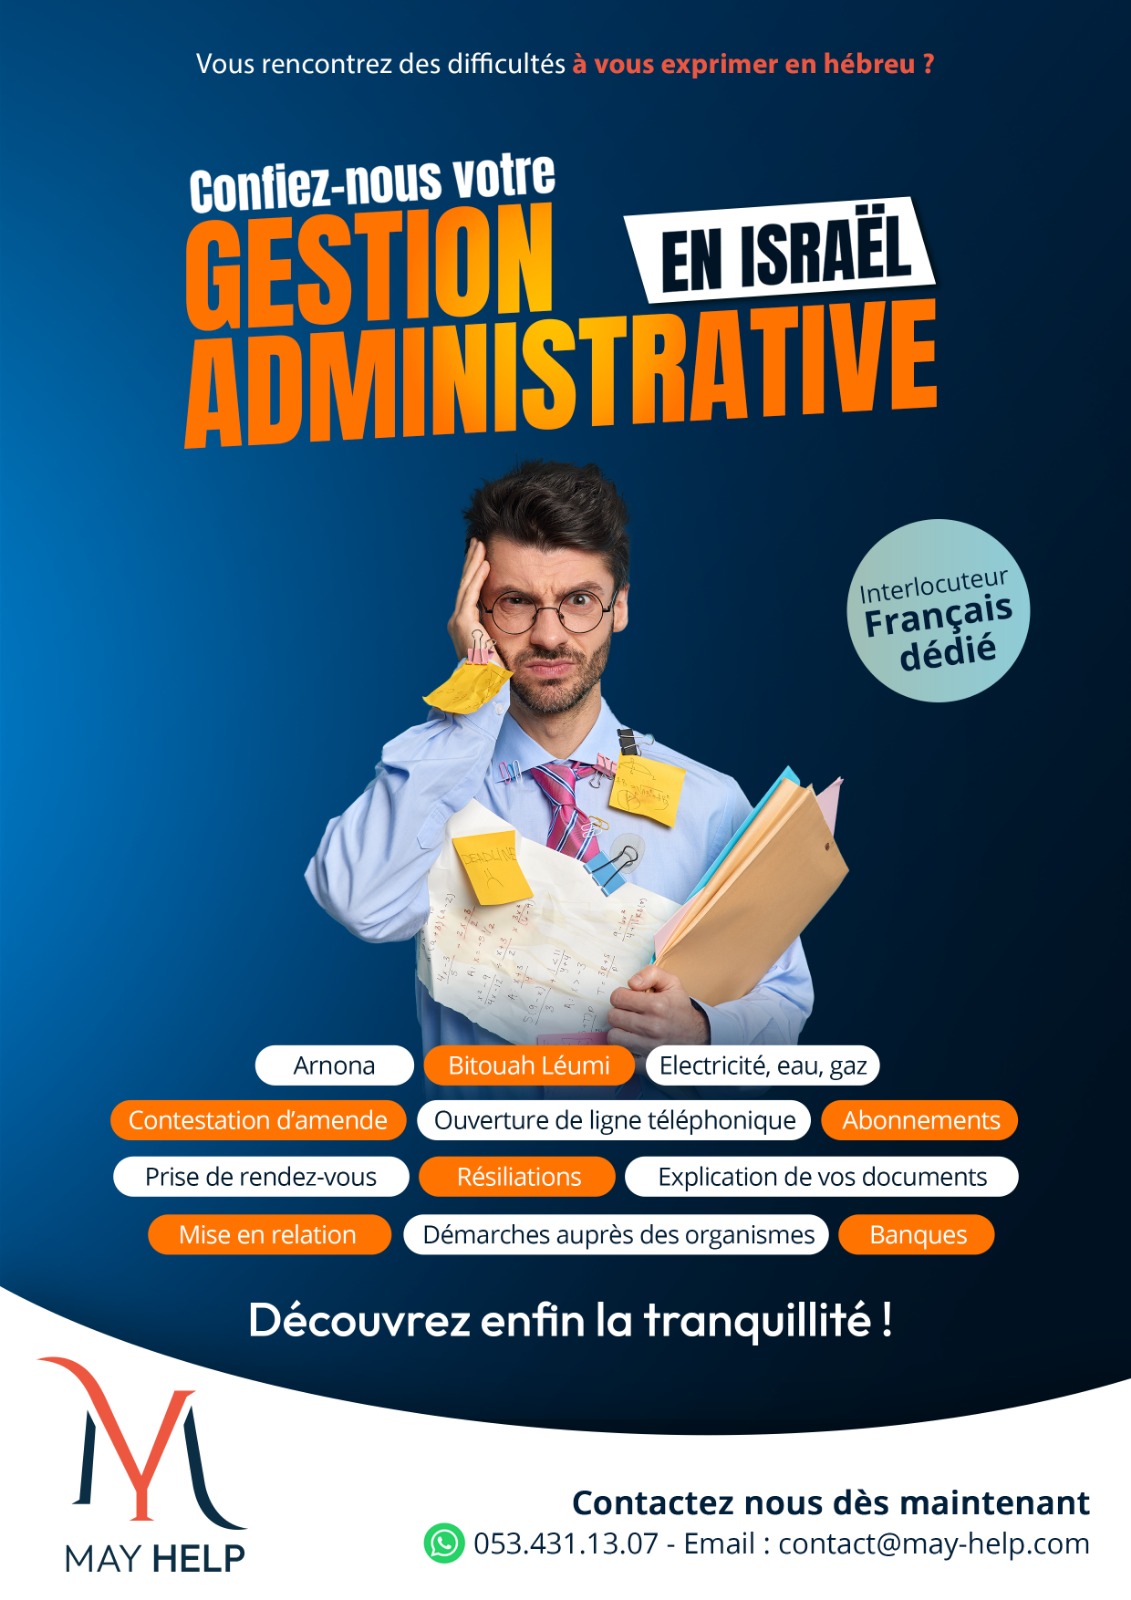 Vous rencontrez des difficultés à vous exprimer en hébreu ?
Confiez-nous votre
GESTION
EN ISRAËL
ADMINISTRATIVE
Interlocuteur
Français
dédié
DEADLINE
Arnona
Bitouah Léumi
Electricité, eau, gaz
Contestation d'amende
Ouverture de ligne téléphonique
Abonnements
Prise de rendez-vous
Résiliations
Explication de vos documents
Mise en relation
Démarches auprès des organismes
Banques
Découvrez enfin la tranquillité !
MAY HELP
Contactez nous dès maintenant
053.431.13.07 - Email : contact@may-help.com